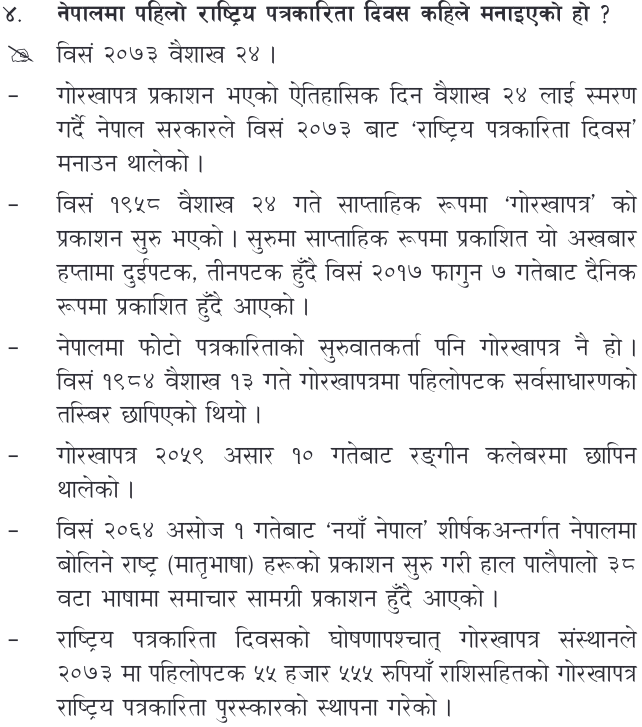 ४. नेपालमा पहिलो राष्ट्रिय पत्रकारिता दिवस कहिले मनाइएको हो ?
विसं २०७३ वैशाख २४ ।
– गोरखापत्र प्रकाशन भएको ऐतिहासिक दिन वैशाख २४ लाई स्मरण
गर्दै नेपाल सरकारले विसं २०७३ बाट ‘राष्ट्रिय पत्रकारिता दिवस’
मनाउन थालेको ।
– विसं १९५८ वैशाख २४ गते साप्ताहिक रूपमा ‘गोरखापत्र’ को
प्रकाशन सुरु भएको । सुरुमा साप्ताहिक रूपमा प्रकाशित यो अखबार
हप्तामा दुईपटक, तीनपटक हुँदै विसं २०१७ फागुन ७ गतेबाट दैनिक
रूपमा प्रकाशित हुँदै आएको ।
– नेपालमा फोटो पत्रकारिताको सुरुवातकर्ता पनि गोरखापत्र नै हो ।
विसं १९८४ वैशाख १३ गते गोरखापत्रमा पहिलोपटक सर्वसाधारणको
तस्बिर छापिएको थियो ।
– गोरखापत्र २०५९ असार १० गतेबाट रङ्गीन कलेबरमा छापिन
थालेको ।
– विसं २०६४ असोज १ गतेबाट ‘नयाँ नेपाल’ शीर्षकअन्तर्गत नेपालमा
बोलिने राष्ट्र (मातृभाषा) हरूको प्रकाशन सुरु गरी हाल पालैपालो ३८
वटा भाषामा समाचार सामग्री प्रकाशन हुँदै आएको ।
– राष्ट्रिय पत्रकारिता दिवसको घोषणापश्चात् गोरखापत्र संस्थानले
२०७३ मा पहिलोपटक ५५ हजार ५५५ रुपियाँ राशिसहितको गोरखापत्र
राष्ट्रिय पत्रकारिता पुरस्कारको स्थापना गरेको ।